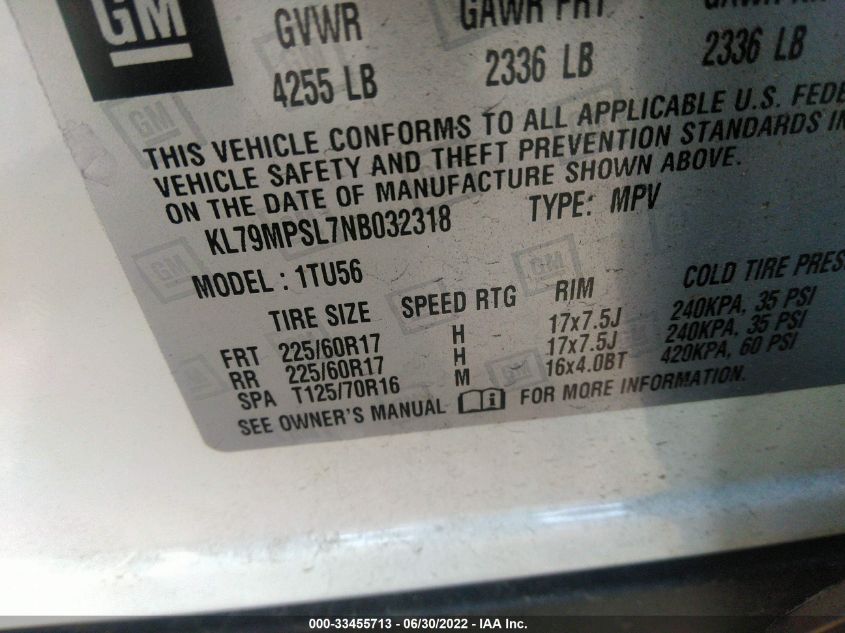 GM
GVWR GAWR FRT
4255 LB 2336 LB 2336 LB
THIS VEHICLE CONFORMS TO ALL APPLICABLE U.S. FEDE
VEHICLE SAFETY AND THEFT PREVENTION STANDARDS IN
ON THE DATE OF MANUFACTURE SHOWN ABOVE.
KL79MPSL7NB032318 TYPE: MPV
MODEL: 1TU56
TIRE SIZE SPEED RTG RIM COLD TIRE PRES
FRT 225/60R17 H 17x7.5J 240KPA, 35 PSI
RR 225/60R17 H 17x7.5J 240KPA, 35 PSI
SPA T125/70R16 M 16x4.0BT 420KPA, 60 PSI
SEE OWNER'S MANUAL FOR MORE INFORMATION.
000-33455713 - 06/30/2022 - IAA Inc.